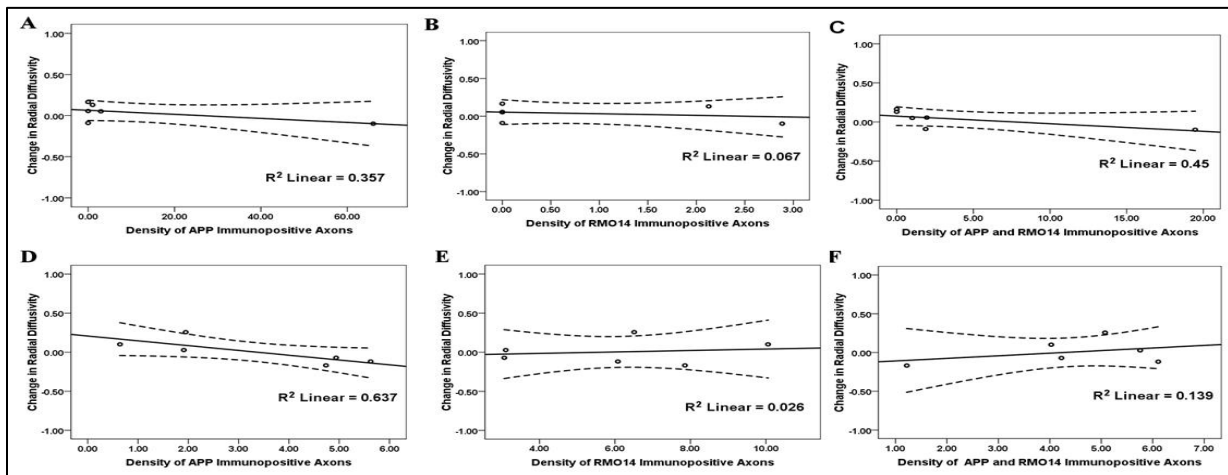 A
Change in Radial Diffusivity
1.00
0.50
0.00
-0.50
-1.00
R² Linear = 0.357
0.00 20.00 40.00 60.00
Density of APP Immunopositive Axons
B
Change in Radial Diffusivity
1.00
0.50
0.00
-0.50
-1.00
R² Linear = 0.067
0.00 0.50 1.00 1.50 2.00 2.50 3.00
Density of RMO14 Immunopositive Axons
C
Change in Radial Diffusivity
1.00
0.50
0.00
-0.50
-1.00
R² Linear = 0.45
0.00 5.00 10.00 15.00 20.00
Density of APP and RMO14 Immunopositive Axons
D
Change in Radial Diffusivity
1.00
0.50
0.00
-0.50
-1.00
R² Linear = 0.637
0.00 1.00 2.00 3.00 4.00 5.00 6.00
Density of APP Immunopositive Axons
E
Change in Radial Diffusivity
1.00
0.50
0.00
-0.50
-1.00
R² Linear = 0.026
4.00 6.00 8.00 10.00
Density of RMO14 Immunopositive Axons
F
Change in Radial Diffusivity
1.00
0.50
0.00
-0.50
-1.00
R² Linear = 0.139
1.00 2.00 3.00 4.00 5.00 6.00 7.00
Density of APP and RMO14 Immunopositive Axons